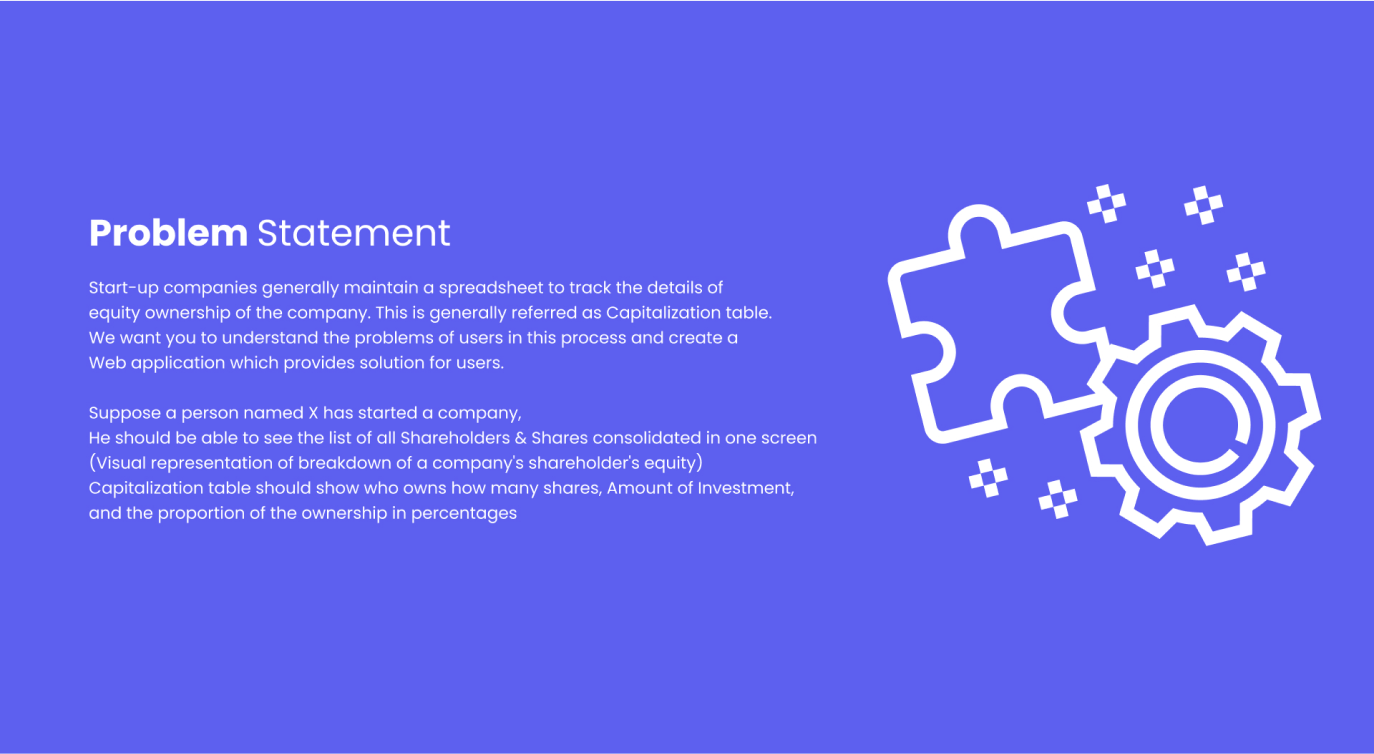 Problem Statement
Start-up companies generally maintain a spreadsheet to track the details of
equity ownership of the company. This is generally referred as Capitalization table.
We want you to understand the problems of users in this process and create a
Web application which provides solution for users.
Suppose a person named X has started a company,
He should be able to see the list of all Shareholders & Shares consolidated in one screen
(Visual representation of breakdown of a company's shareholder's equity)
Capitalization table should show who owns how many shares, Amount of Investment,
and the proportion of the ownership in percentages